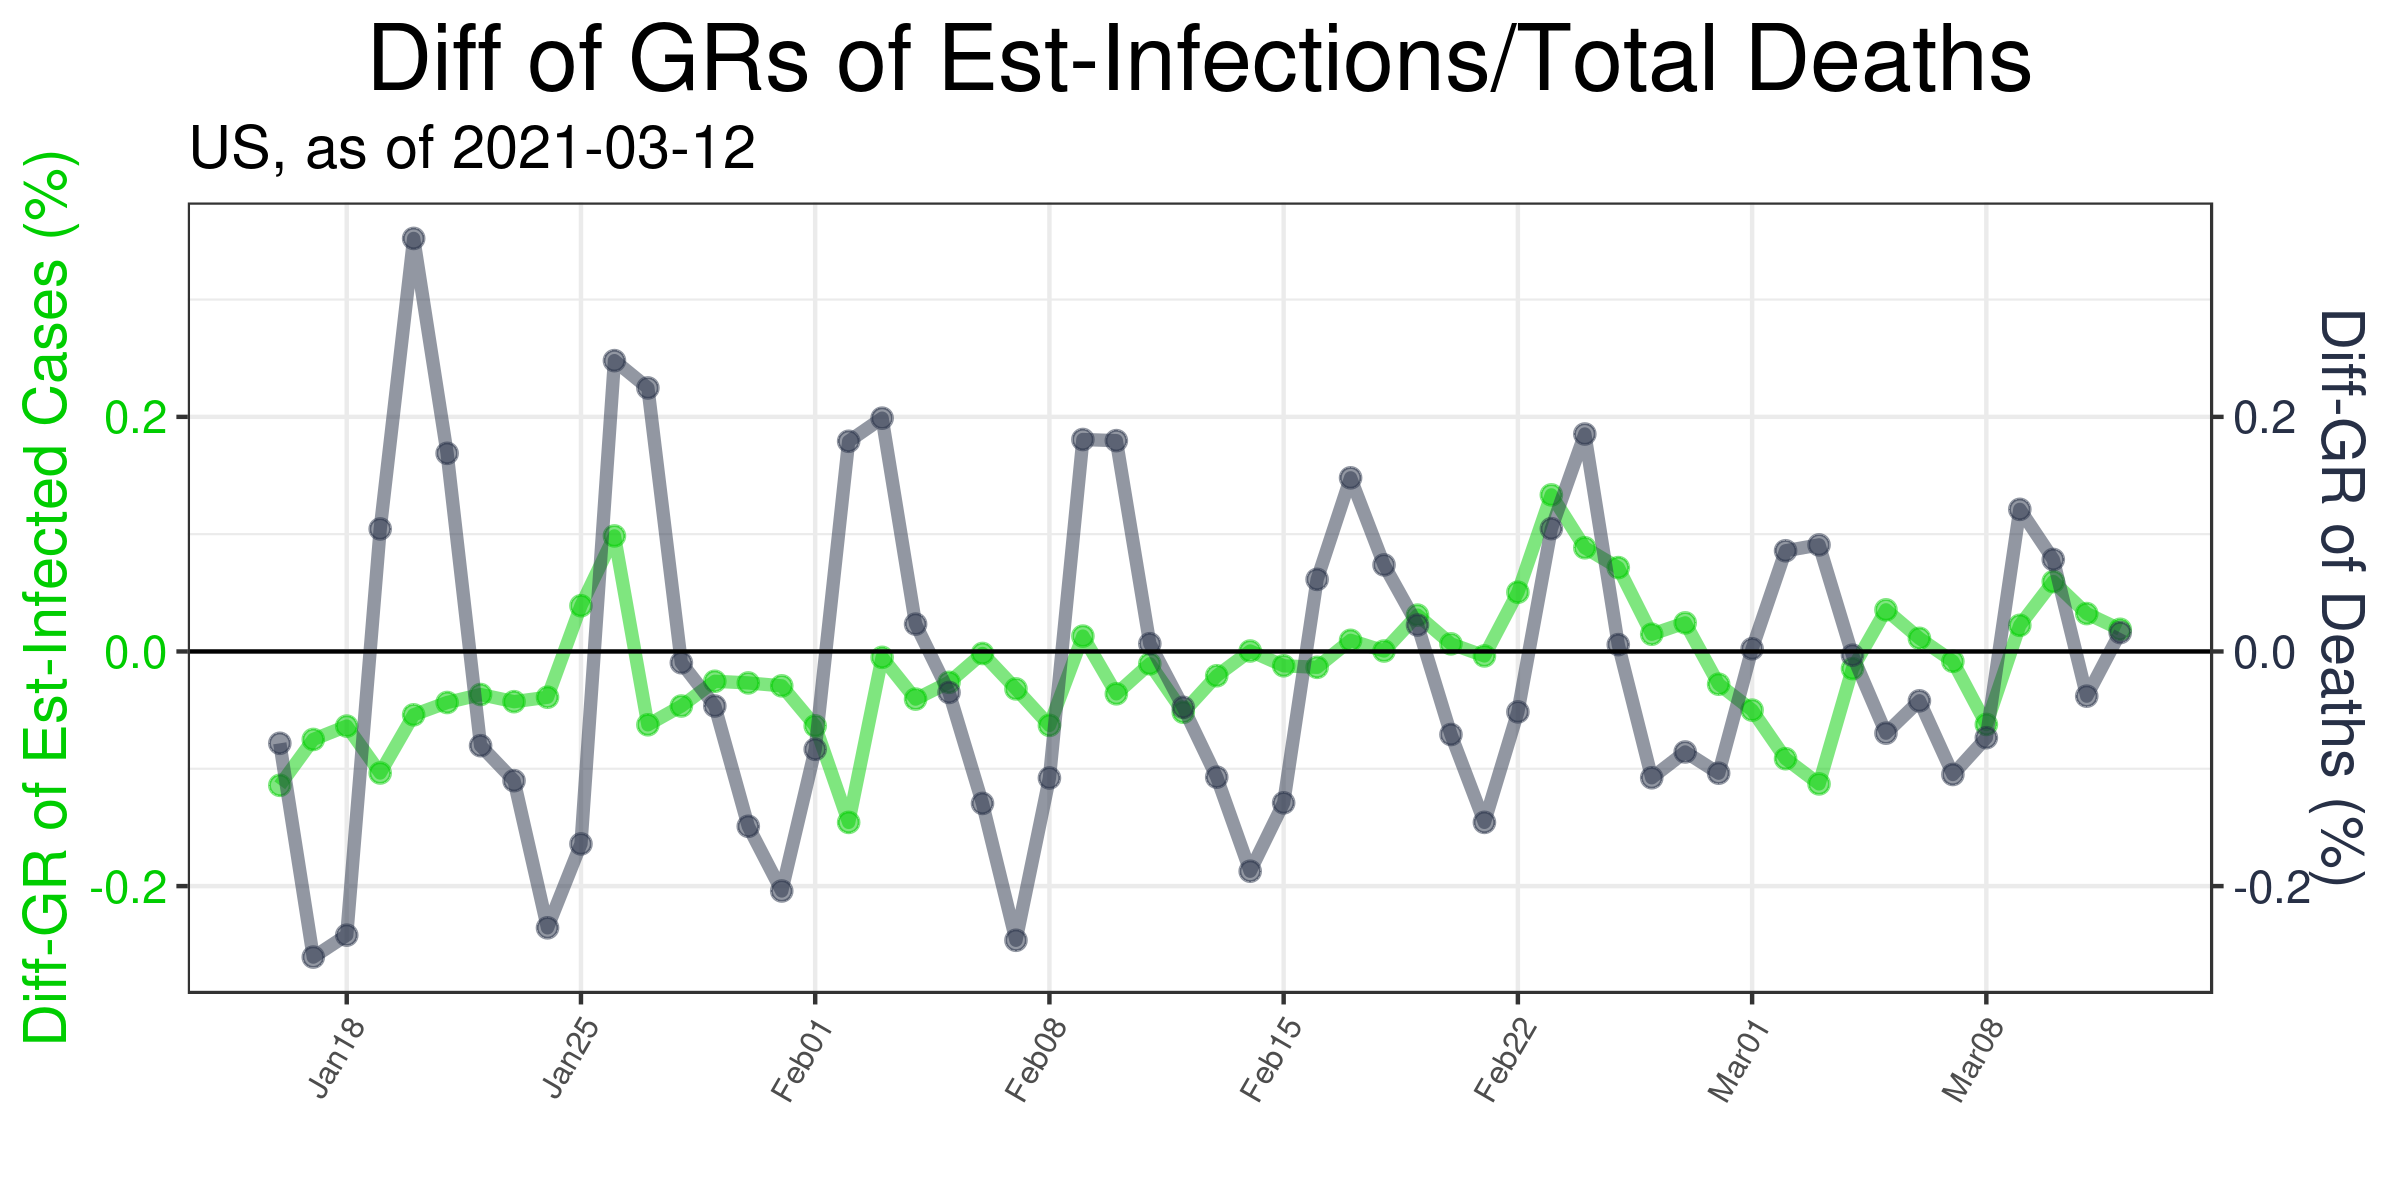 Diff of GRs of Est-Infections/Total Deaths
US, as of 2021-03-12
Diff-GR of Est-Infected Cases (%)
0.2
0.0
-0.2
0.2
0.0
-0.2
Diff-GR of Deaths (%)
Jan18
Jan25
Feb01
Feb08
Feb15
Feb22
Mar01
Mar08